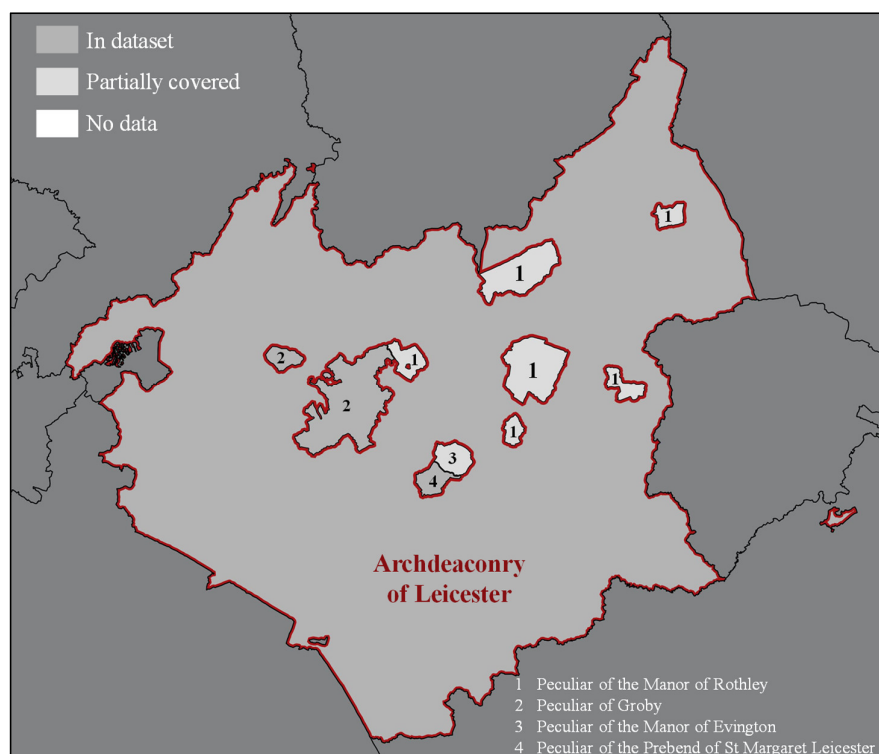 In dataset
Partially covered
No data
1
1
2
1
1
1
2
1
3
4
Archdeaconry
of Leicester
1 Peculiar of the Manor of Rothley
2 Peculiar of Groby
3 Peculiar of the Manor of Evington
4 Peculiar of the Prebend of St Margaret Leicester